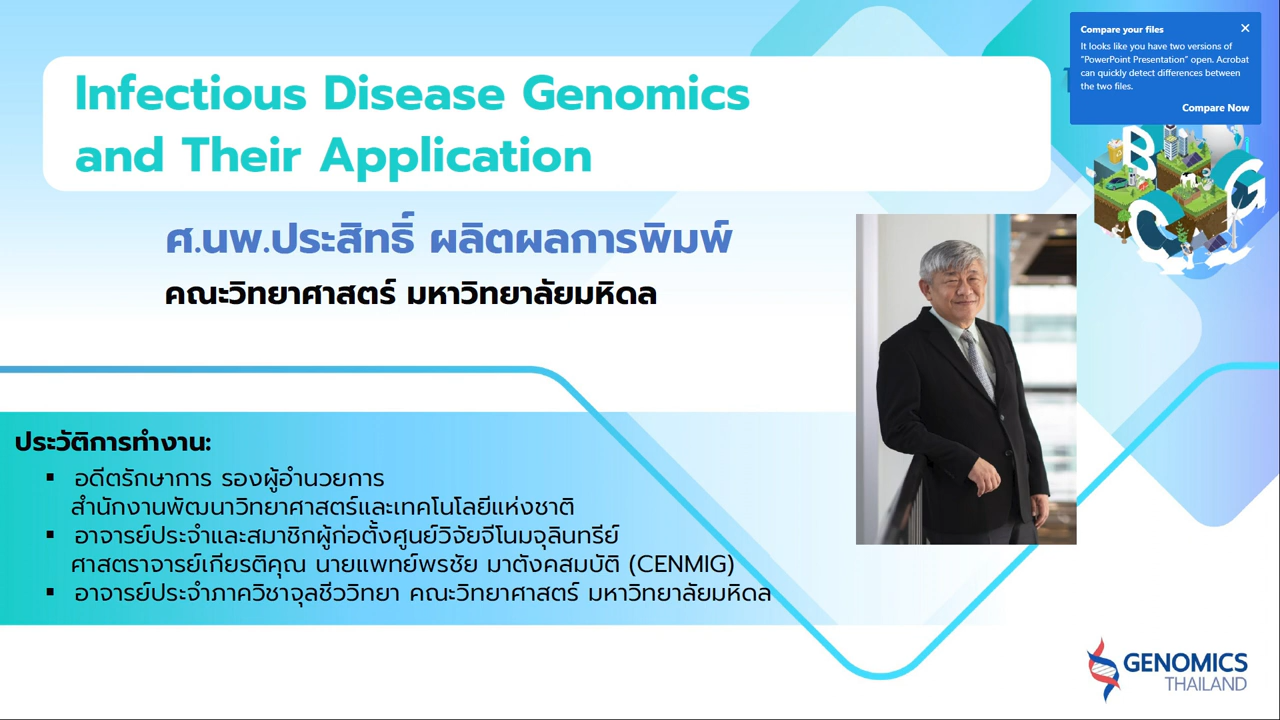 Infectious Disease Genomics
and Their Application
ศ.นพ.ประสิทธิ์ ผลิตผลการพิมพ์
คณะวิทยาศาสตร์ มหาวิทยาลัยมหิดล
ประวัติการทำงาน:
▪ อดีตรักษาการ รองผู้อำนวยการ
สำนักงานพัฒนาวิทยาศาสตร์และเทคโนโลยีแห่งชาติ
▪ อาจารย์ประจำและสมาชิกผู้ก่อตั้งศูนย์วิจัยจีโนมจุลินทรีย์
ศาสตราจารย์เกียรติคุณ นายแพทย์พรชัย มาตังคสมบัติ (CENMIG)
▪ อาจารย์ประจำภาควิชาจุลชีววิทยา คณะวิทยาศาสตร์ มหาวิทยาลัยมหิดล
Compare your files
It looks like you have two versions of
"PowerPoint Presentation" open. Acrobat
can quickly detect differences between
the two files.
Compare Now
B
C
G
GENOMICS
THAILAND